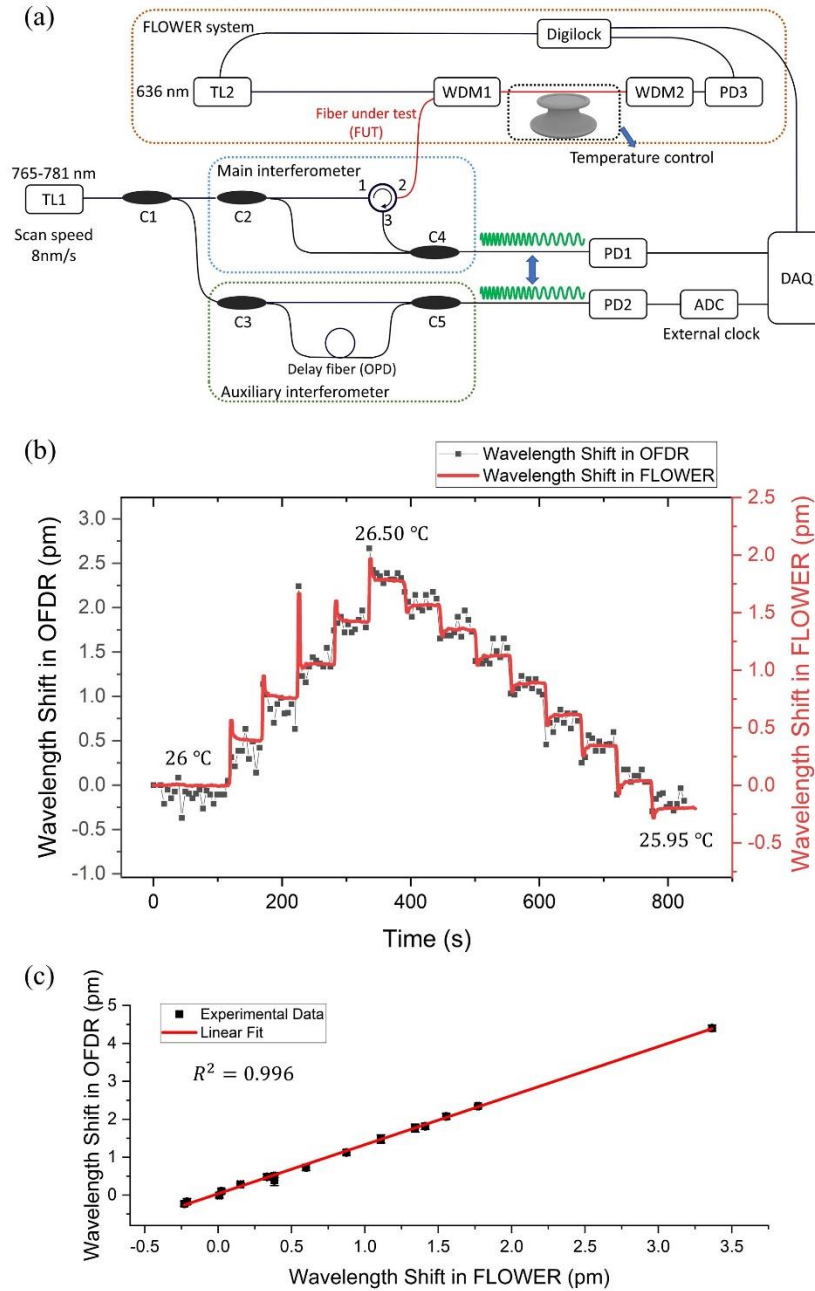 (a)
FLOWER system
Digilock
636 nm
TL2
WDM1
WDM2
PD3
Fiber under test
(FUT)
Temperature control
765-781 nm
Main interferometer
1
2
3
TL1
C1
C2
C4
PD1
Scan speed
8nm/s
DAQ
C3
C5
PD2
ADC
External clock
Delay fiber (OPD)
Auxiliary interferometer
(b)
Wavelength Shift in OFDR
Wavelength Shift in FLOWER
Wavelength Shift in OFDR (pm)
3.0
2.5
2.0
1.5
1.0
0.5
0.0
-0.5
-1.0
26 °C
26.50 °C
25.95 °C
2.5
2.0
1.5
1.0
0.5
0.0
-0.5
Wavelength Shift in FLOWER (pm)
0
200
400
600
800
Time (s)
(c)
Wavelength Shift in OFDR (pm)
5
4
3
2
1
0
Experimental Data
Linear Fit
R² = 0.996
-0.5
0.0
0.5
1.0
1.5
2.0
2.5
3.0
3.5
Wavelength Shift in FLOWER (pm)